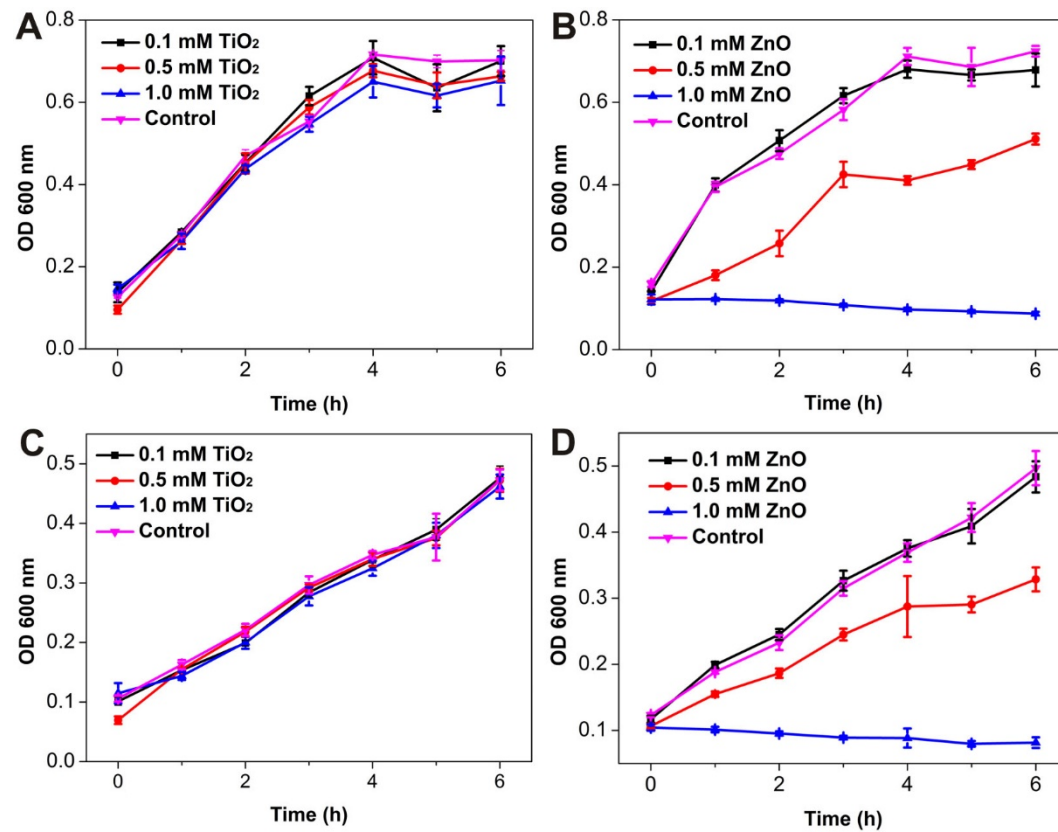 A
0.1 mM TiO₂
0.5 mM TiO₂
1.0 mM TiO₂
Control
OD 600 nm
0.8
0.6
0.4
0.2
0.0
0 2 4 6
Time (h)
B
0.1 mM ZnO
0.5 mM ZnO
1.0 mM ZnO
Control
OD 600 nm
0.8
0.6
0.4
0.2
0.0
0 2 4 6
Time (h)
C
0.1 mM TiO₂
0.5 mM TiO₂
1.0 mM TiO₂
Control
OD 600 nm
0.5
0.4
0.3
0.2
0.1
0.0
0 2 4 6
Time (h)
D
0.1 mM ZnO
0.5 mM ZnO
1.0 mM ZnO
Control
OD 600 nm
0.5
0.4
0.3
0.2
0.1
0 2 4 6
Time (h)